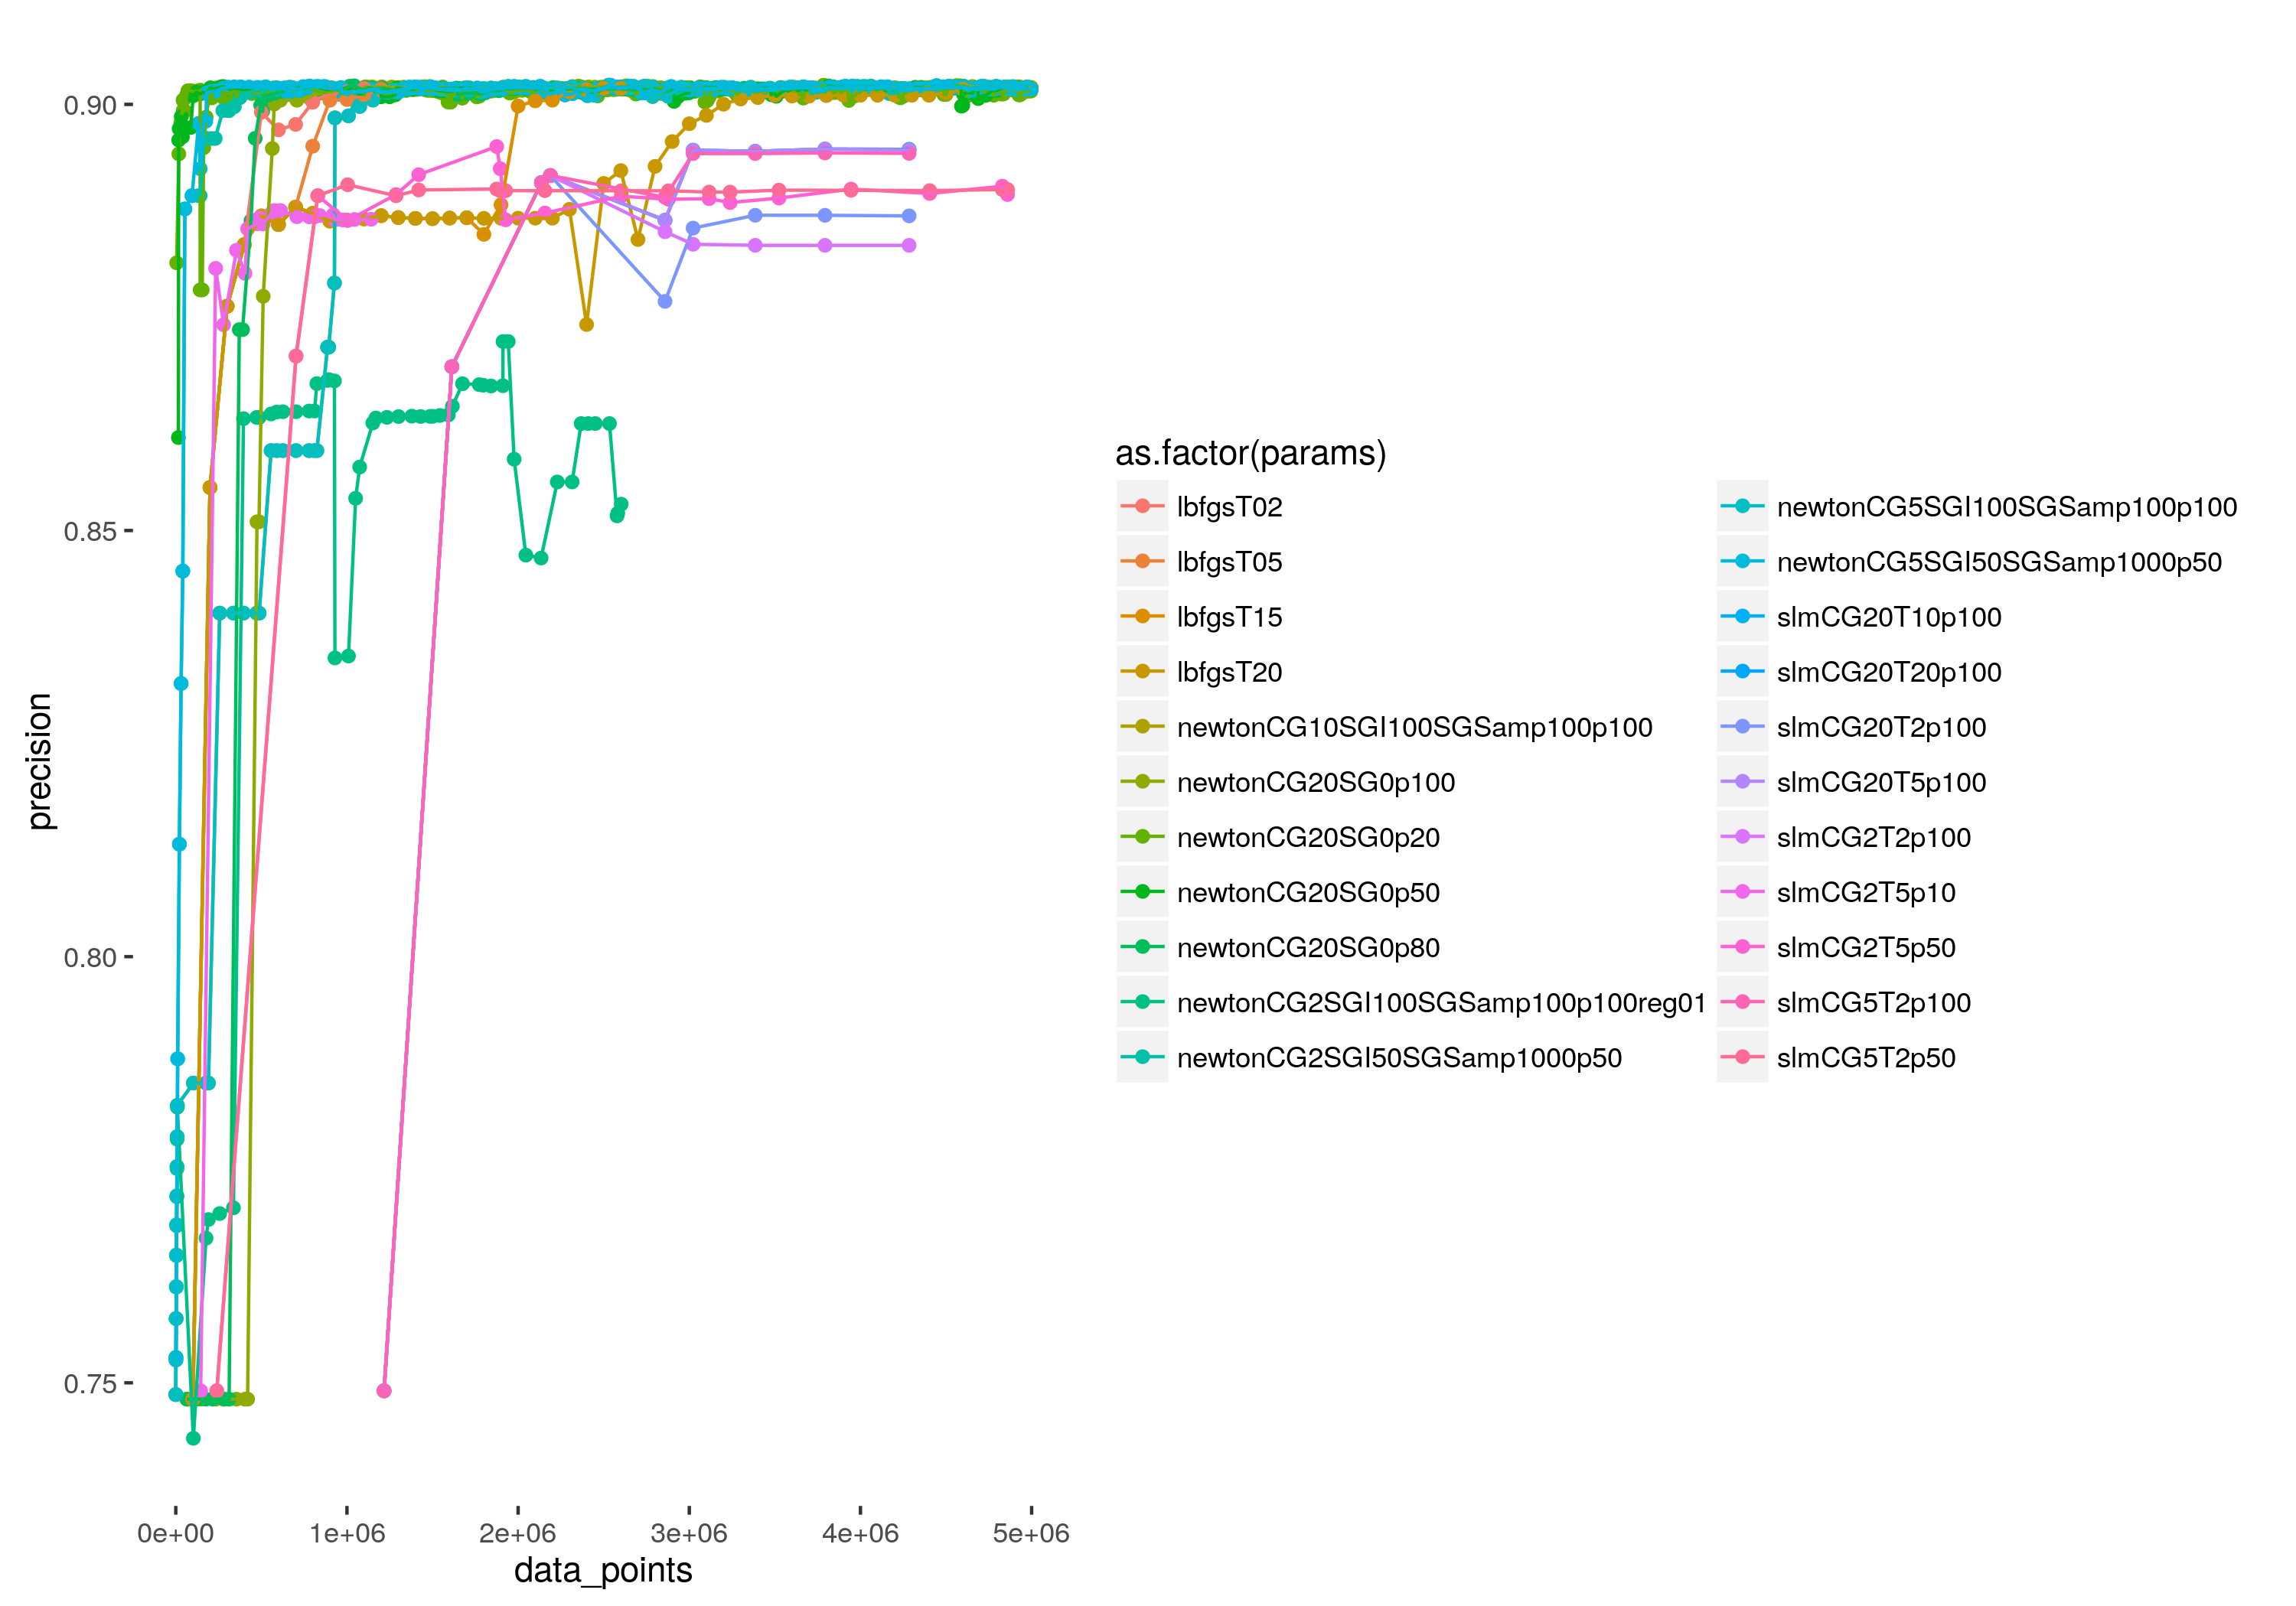 0.90
0.85
0.80
0.75
precision
0e+00 1e+06 2e+06 3e+06 4e+06 5e+06
data_points
as.factor(params)
lbfgsT02
lbfgsT05
lbfgsT15
lbfgsT20
newtonCG10SGI100SGSamp100p100
newtonCG20SG0p100
newtonCG20SG0p20
newtonCG20SG0p50
newtonCG20SG0p80
newtonCG2SGI100SGSamp100p100reg01
newtonCG2SGI50SGSamp1000p50
newtonCG5SGI100SGSamp100p100
newtonCG5SGI50SGSamp1000p50
slmCG20T10p100
slmCG20T20p100
slmCG20T2p100
slmCG20T5p100
slmCG2T2p100
slmCG2T5p10
slmCG2T5p50
slmCG5T2p100
slmCG5T2p50